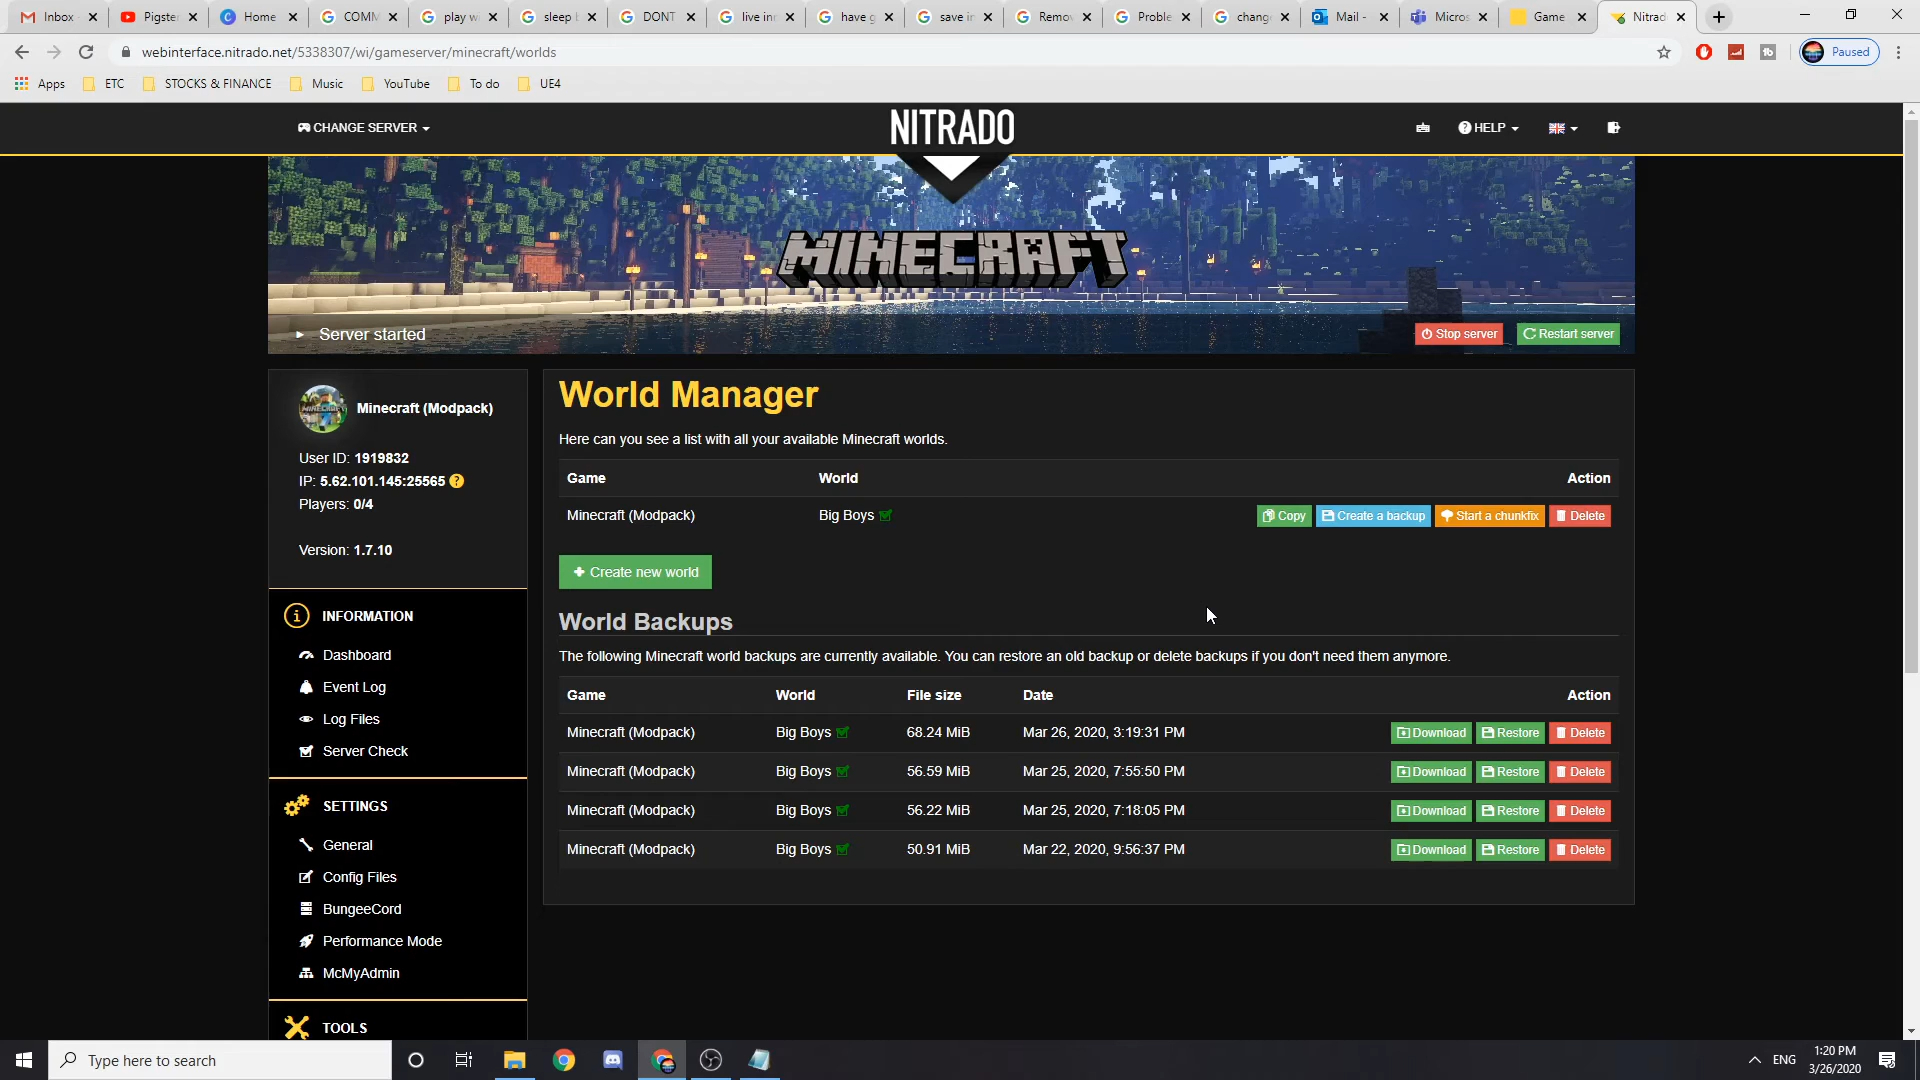 Inbox
Pigste
Home
COMM
play w
sleep
DONT
live in
have g
save i
Remo
Proble
chang
Mail -
Micros
Game
Nitrad
webinterface.nitrado.net/5338307/wi/gameserver/minecraft/worlds
Paused
Apps ETC STOCKS & FINANCE Music YouTube To do UE4
CHANGE SERVER
NITRADO
HELP
MINECRAFT
Server started
Stop server
Restart server
Minecraft (Modpack)
User ID: 1919832
IP: 5.62.101.145:25565 ?
Players: 0/4
Version: 1.7.10
INFORMATION
Dashboard
Event Log
Log Files
Server Check
SETTINGS
General
Config Files
BungeeCord
Performance Mode
McMyAdmin
TOOLS
World Manager
Here can you see a list with all your available Minecraft worlds.
Game World Action
Minecraft (Modpack) Big Boys Copy Create a backup Start a chunkfix Delete
Create new world
World Backups
The following Minecraft world backups are currently available. You can restore an old backup or delete backups if you don't need them anymore.
Game World File size Date Action
Minecraft (Modpack) Big Boys 68.24 MiB Mar 26, 2020, 3:19:31 PM Download Restore Delete
Minecraft (Modpack) Big Boys 56.59 MiB Mar 25, 2020, 7:55:50 PM Download Restore Delete
Minecraft (Modpack) Big Boys 56.22 MiB Mar 25, 2020, 7:18:05 PM Download Restore Delete
Minecraft (Modpack) Big Boys 50.91 MiB Mar 22, 2020, 9:56:37 PM Download Restore Delete
Type here to search
ENG
1:20 PM
3/26/2020